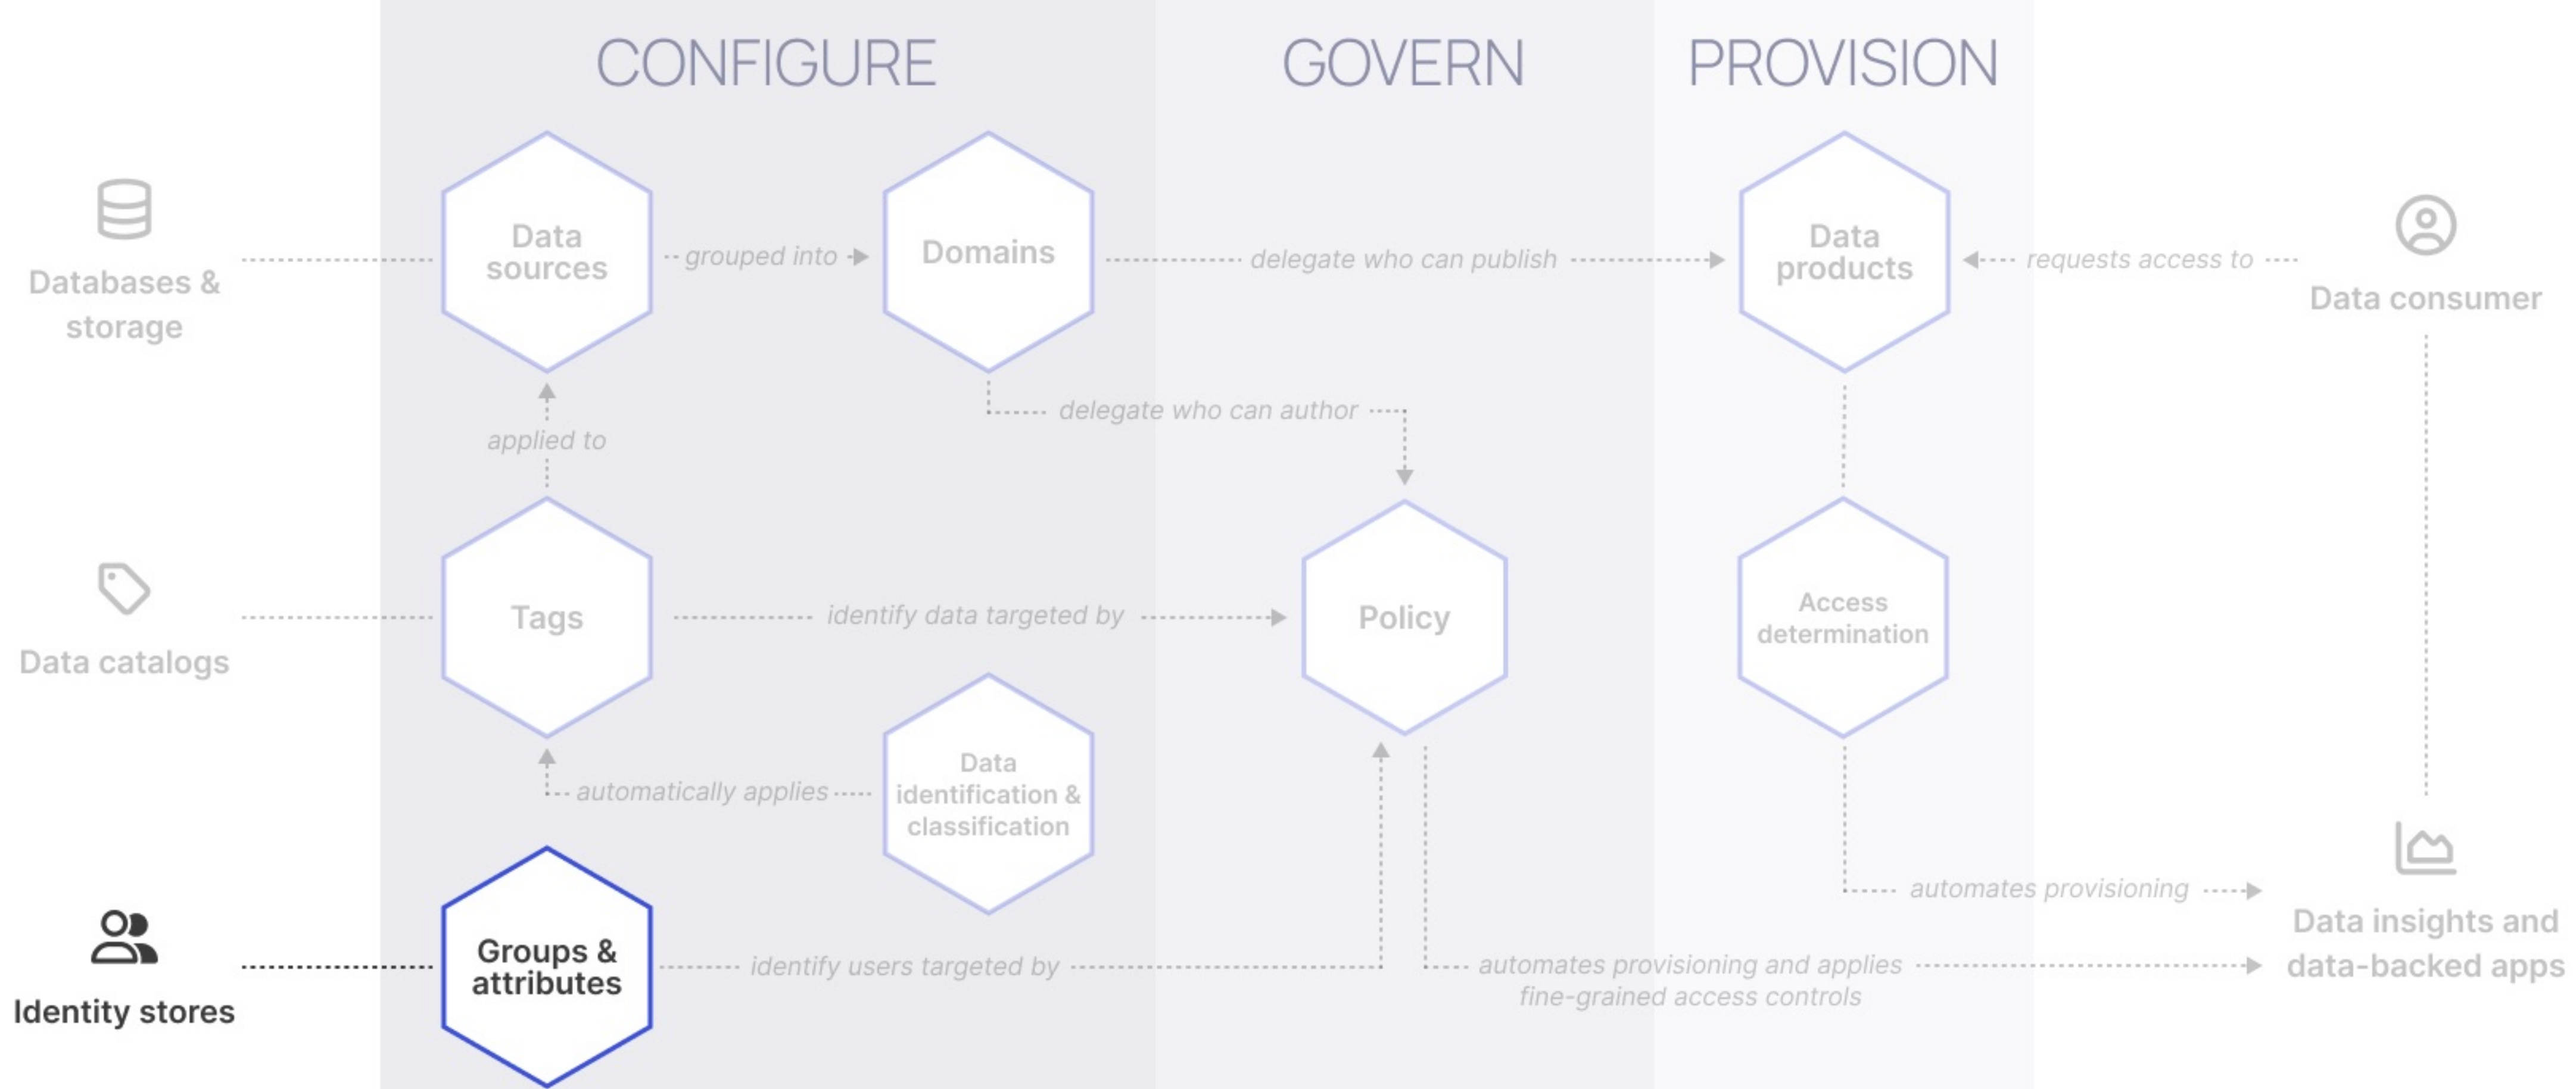 CONFIGURE
GOVERN
PROVISION
Databases &
storage
Data
sources
grouped into
Domains
delegate who can publish
Data
products
requests access to
Data consumer
applied to
delegate who can author
Data catalogs
Tags
identify data targeted by
Policy
Access
determination
automatically applies
Data
identification &
classification
Identity stores
Groups &
attributes
identify users targeted by
automates provisioning
automates provisioning and applies
fine-grained access controls
Data insights and
data-backed apps